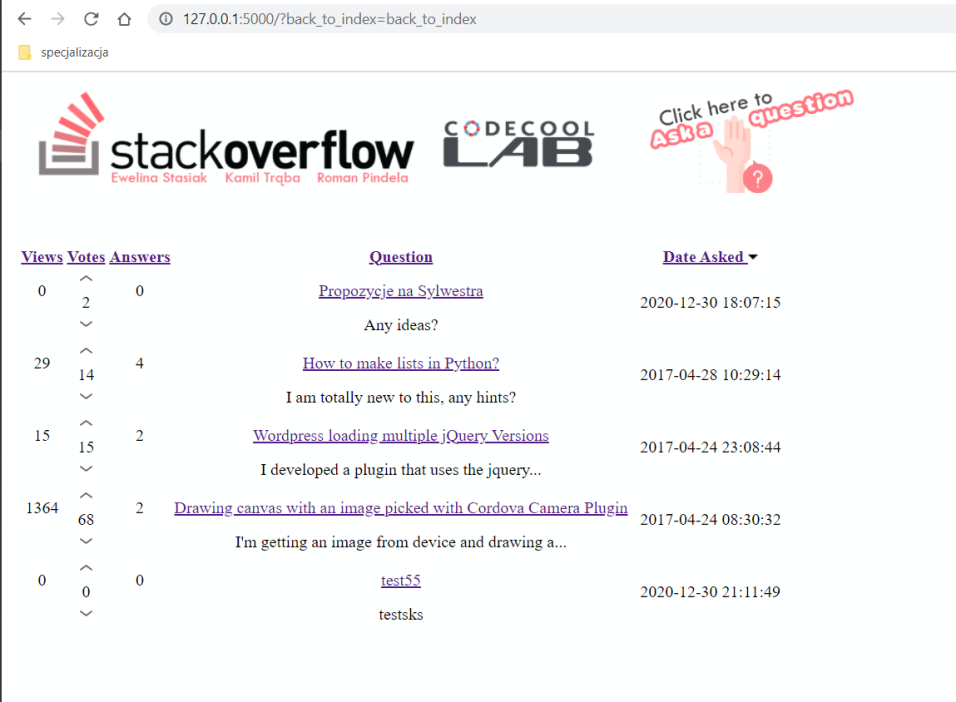 127.0.0.1:5000/?back_to_index=back_to_index
specjalizacja
stackoverflow
Ewelina Stasiak Kamil Trąba Roman Pindela
CODECOOL
LAB
Click here to
Ask a question
?
Views Votes Answers Question Date Asked
0 2 0 Propozycje na Sylwestra 2020-12-30 18:07:15
Any ideas?
29 14 4 How to make lists in Python? 2017-04-28 10:29:14
I am totally new to this, any hints?
15 15 2 Wordpress loading multiple jQuery Versions 2017-04-24 23:08:44
I developed a plugin that uses the jquery...
1364 68 2 Drawing canvas with an image picked with Cordova Camera Plugin 2017-04-24 08:30:32
I'm getting an image from device and drawing a...
0 0 0 test55 2020-12-30 21:11:49
testsks